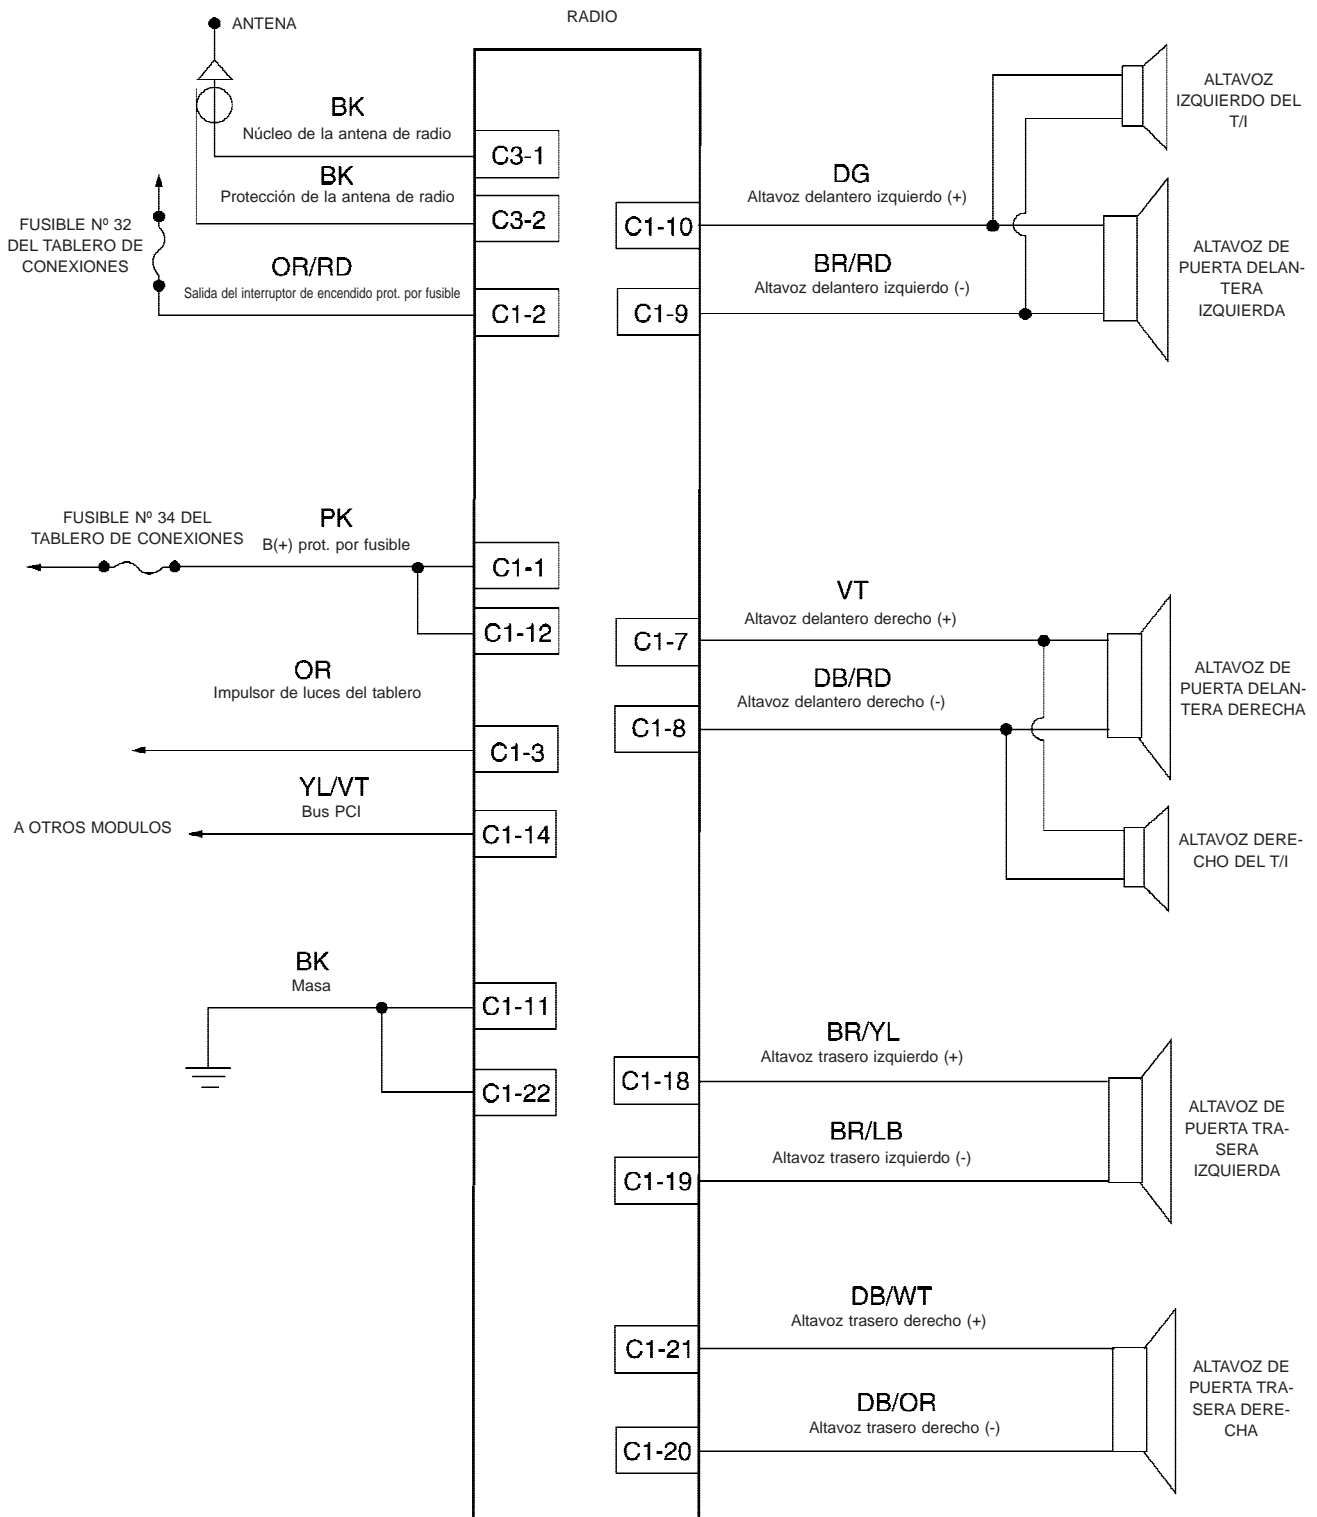 RADIO
ANTENA
BK
Núcleo de la antena de radio
C3-1
BK
Protección de la antena de radio
C3-2
FUSIBLE Nº 32
DEL TABLERO DE
CONEXIONES
OR/RD
Salida del interruptor de encendido prot. por fusible
C1-2
FUSIBLE Nº 34 DEL
TABLERO DE CONEXIONES
PK
B(+) prot. por fusible
C1-1
C1-12
OR
Impulsor de luces del tablero
C1-3
YL/VT
Bus PCI
A OTROS MODULOS
C1-14
BK
Masa
C1-11
C1-22
ALTAVOZ
IZQUIERDO DEL
T/I
DG
Altavoz delantero izquierdo (+)
C1-10
BR/RD
Altavoz delantero izquierdo (-)
C1-9
ALTAVOZ DE
PUERTA DELAN-
TERA
IZQUIERDA
VT
Altavoz delantero derecho (+)
C1-7
DB/RD
Altavoz delantero derecho (-)
C1-8
ALTAVOZ DE
PUERTA DELAN-
TERA DERECHA
ALTAVOZ DERE-
CHO DEL T/I
BR/YL
Altavoz trasero izquierdo (+)
C1-18
BR/LB
Altavoz trasero izquierdo (-)
C1-19
ALTAVOZ DE
PUERTA TRA-
SERA
IZQUIERDA
DB/WT
Altavoz trasero derecho (+)
C1-21
DB/OR
Altavoz trasero derecho (-)
C1-20
ALTAVOZ DE
PUERTA TRA-
SERA DERE-
CHA